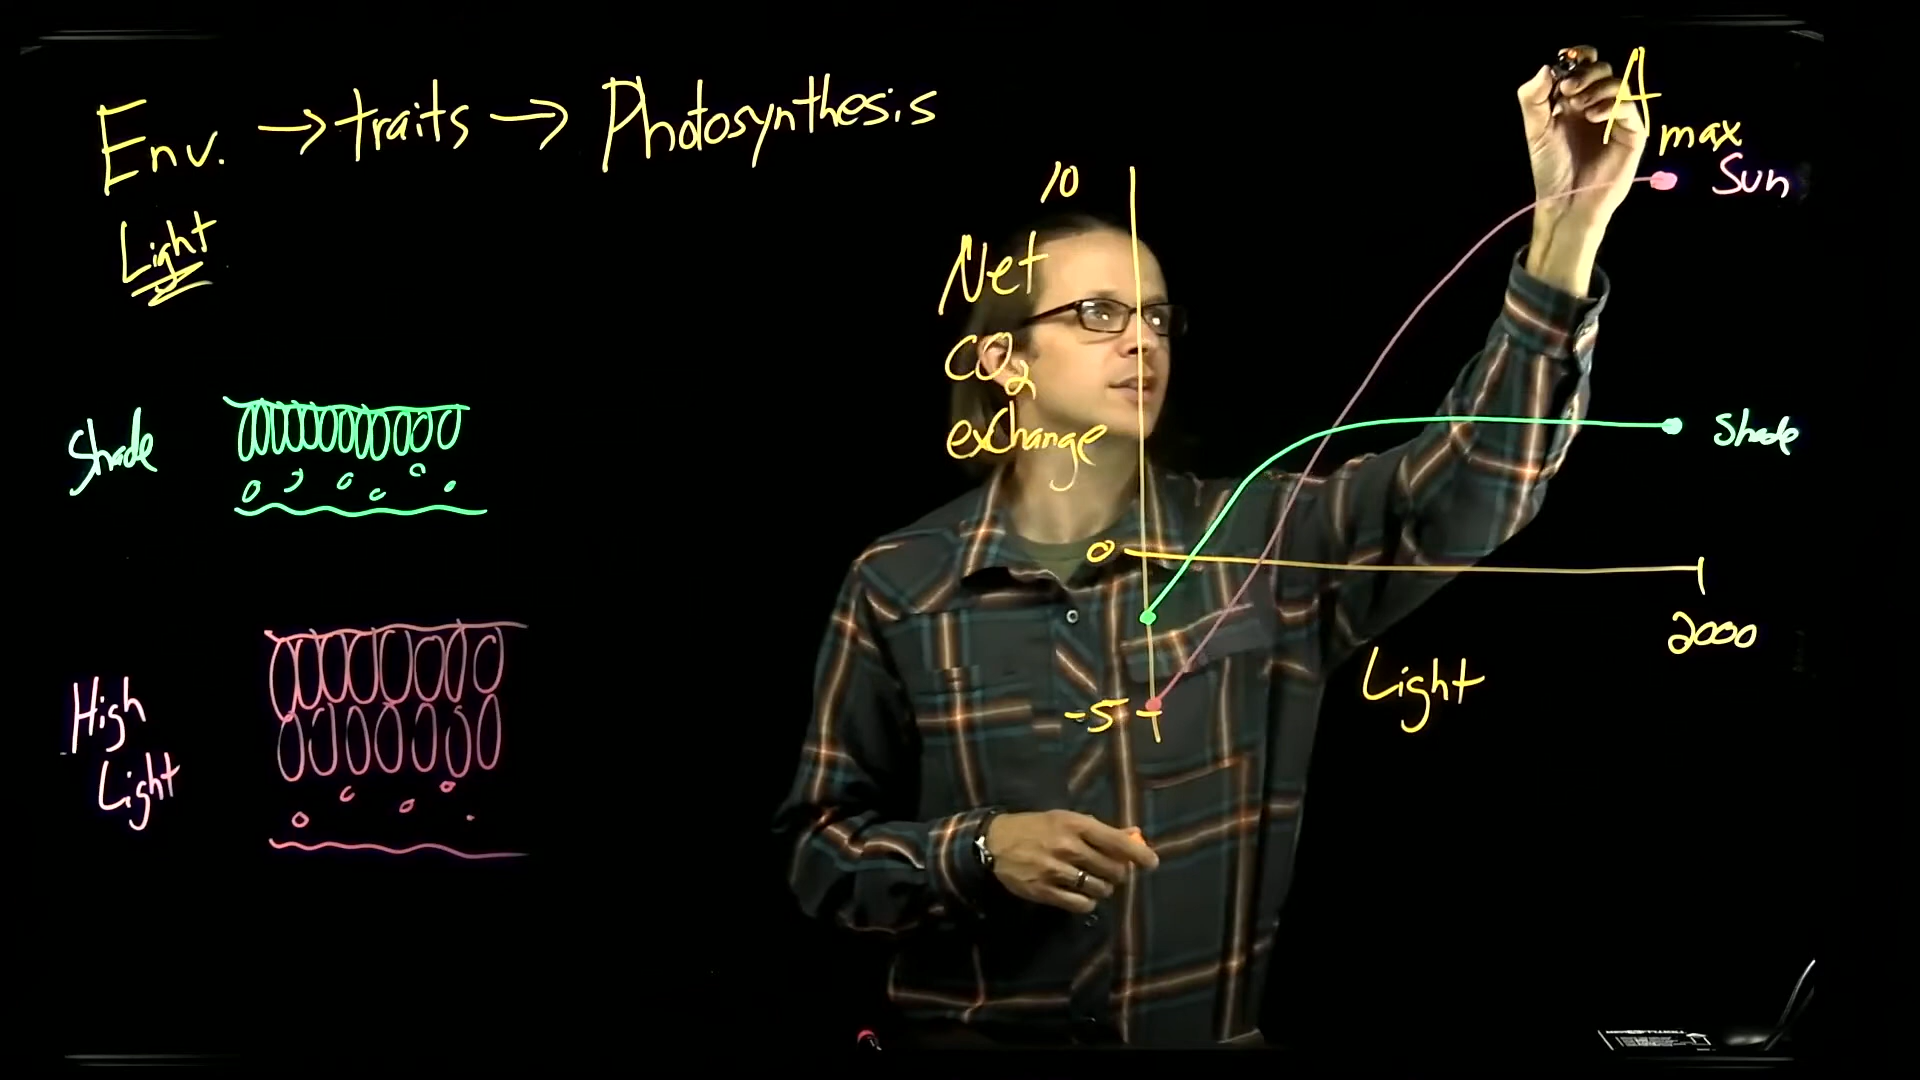 Env. → traits → Photosynthesis
Light
Shade
High
Light
10
Net
CO2
exchange
0
-5
Light
2000
Amax
Sun
Shade